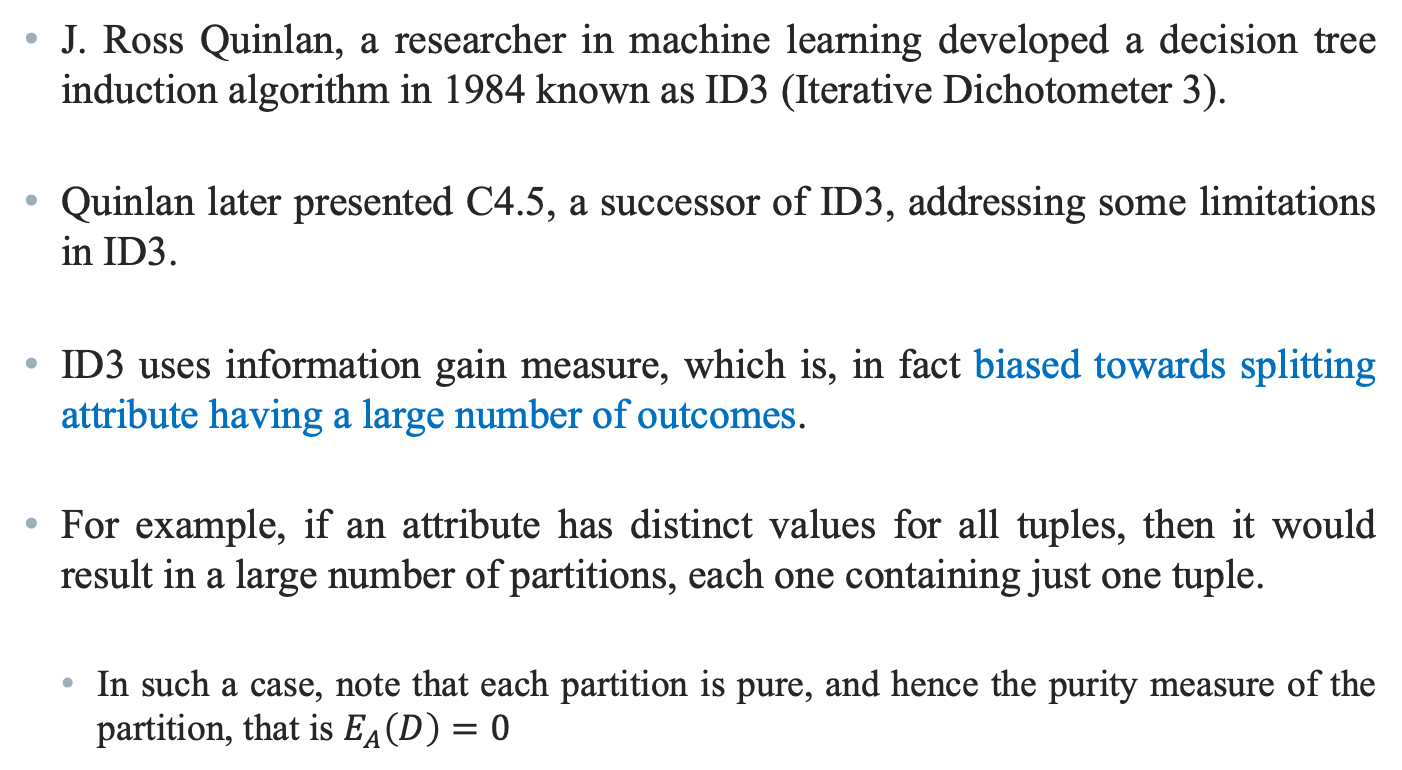 • J. Ross Quinlan, a researcher in machine learning developed a decision tree
induction algorithm in 1984 known as ID3 (Iterative Dichotometer 3).
• Quinlan later presented C4.5, a successor of ID3, addressing some limitations
in ID3.
• ID3 uses information gain measure, which is, in fact biased towards splitting
attribute having a large number of outcomes.
• For example, if an attribute has distinct values for all tuples, then it would
result in a large number of partitions, each one containing just one tuple.
• In such a case, note that each partition is pure, and hence the purity measure of the
partition, that is E_A(D) = 0